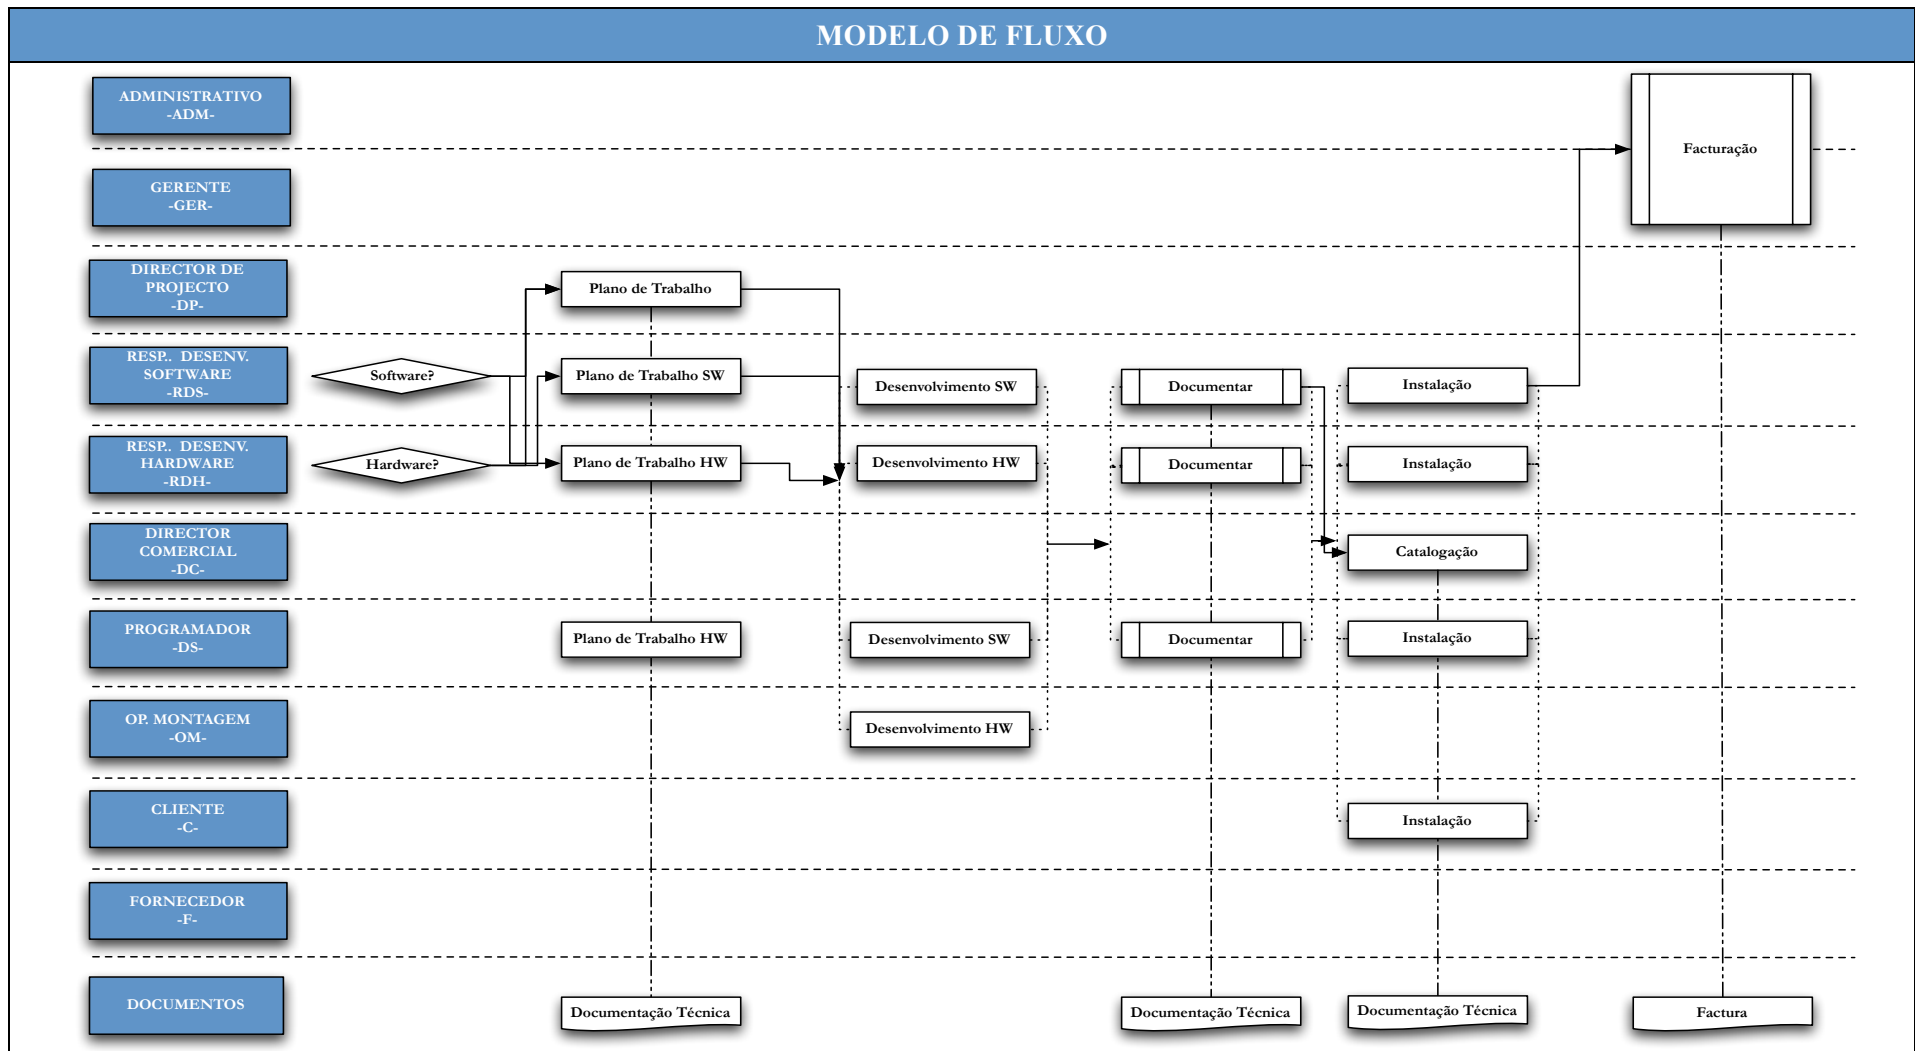 MODELO DE FLUXO
ADMINISTRATIVO
-ADM-
Facturação
GERENTE
-GER-
DIRECTOR DE
PROJECTO
-DP-
Plano de Trabalho
RESP.. DESENV.
SOFTWARE
-RDS-
Software?
Plano de Trabalho SW
Desenvolvimento SW
Documentar
Instalação
RESP.. DESENV.
HARDWARE
-RDH-
Hardware?
Plano de Trabalho HW
Desenvolvimento HW
Documentar
Instalação
DIRECTOR
COMERCIAL
-DC-
Catalogação
PROGRAMADOR
-DS-
Plano de Trabalho HW
Desenvolvimento SW
Documentar
Instalação
OP. MONTAGEM
-OM-
Desenvolvimento HW
CLIENTE
-C-
Instalação
FORNECEDOR
-F-
DOCUMENTOS
Documentação Técnica
Documentação Técnica
Documentação Técnica
Factura